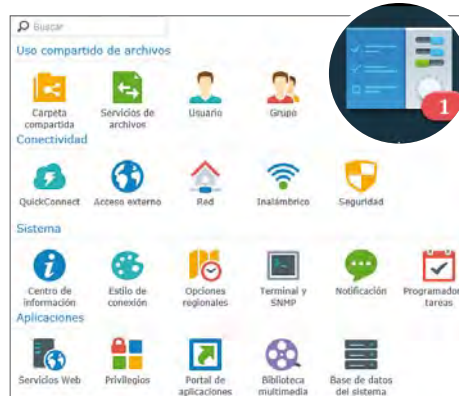 Buscar
Uso compartido de archivos
Carpeta compartida
Servicios de archivos
Usuario
Grupo
1
Conectividad
QuickConnect
Acceso externo
Red
Inalámbrico
Seguridad
Sistema
Centro de información
Estilo de conexión
Opciones regionales
Terminal y SNMP
Notificación
Programador tareas
Aplicaciones
Servicios Web
Privilegios
Portal de aplicaciones
Biblioteca multimedia
Base de datos del sistema